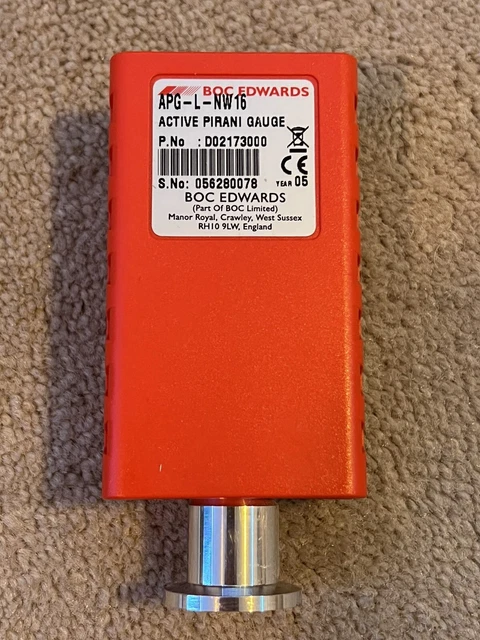 BOC EDWARDS
APG-L-NW16
ACTIVE PIRANI GAUGE
P.No : D02173000
CE
S.No: 056280078 YEAR 05
BOC EDWARDS
(Part Of BOC Limited)
Manor Royal, Crawley, West Sussex
RH10 9LW, England